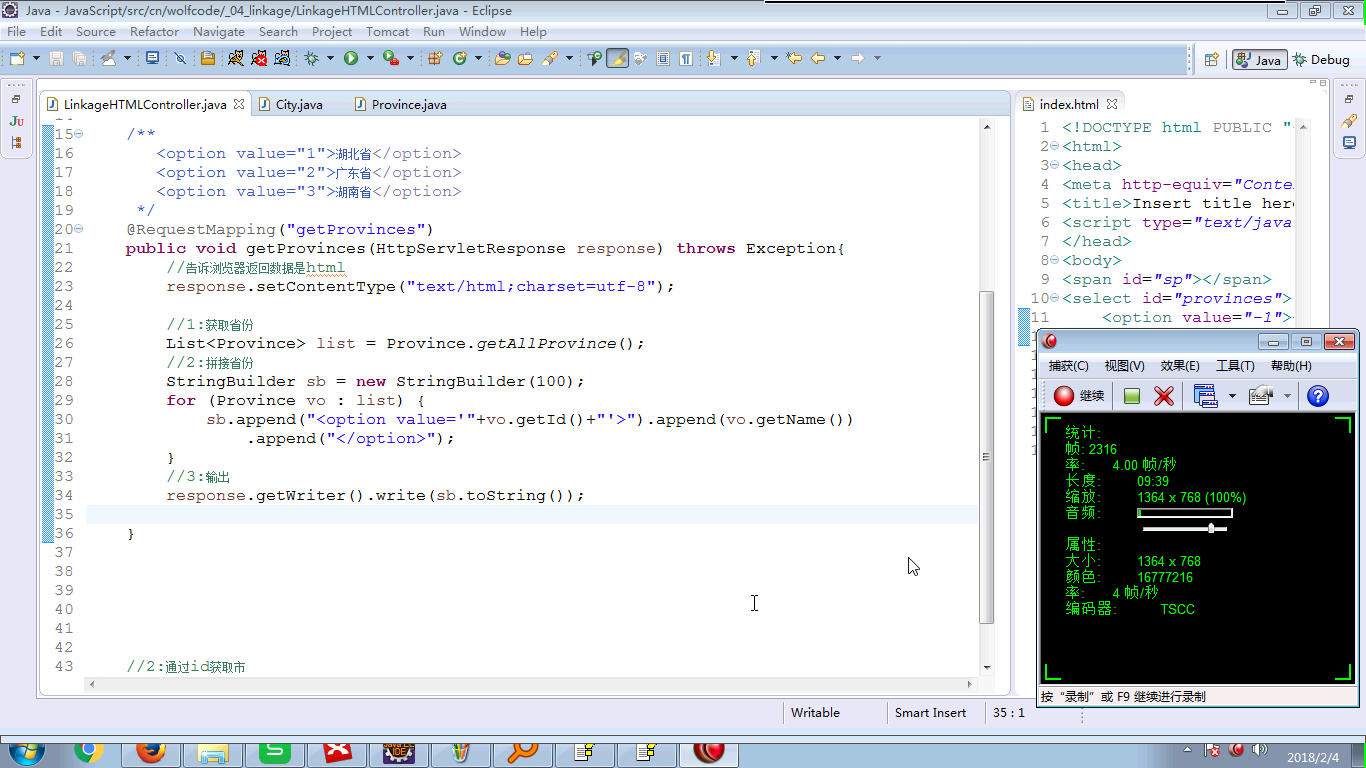 Java - JavaScript/src/cn/wolfcode/_04_linkage/LinkageHTMLController.java - Eclipse
File Edit Source Refactor Navigate Search Project Tomcat Run Window Help
Java Debug
LinkageHTMLController.java City.java Province.java
15 /**
16 <option value="1">湖北省</option>
17 <option value="2">广东省</option>
18 <option value="3">湖南省</option>
19 */
20 @RequestMapping("getProvinces")
21 public void getProvinces(HttpServletResponse response) throws Exception{
22 //告诉浏览器返回数据是html
23 response.setContentType("text/html;charset=utf-8");
24
25 //1:获取省份
26 List<Province> list = Province.getAllProvince();
27 //2:拼接省份
28 StringBuilder sb = new StringBuilder(100);
29 for (Province vo : list) {
30 sb.append("<option value='"+vo.getId()+"'>").append(vo.getName())
31 .append("</option>");
32 }
33 //3:输出
34 response.getWriter().write(sb.toString());
35
36 }
37
38
39
40
41
42
43 //2:通过id获取市
index.html
1 <!DOCTYPE html PUBLIC "
2 <html>
3 <head>
4 <meta http-equiv="Conte
5 <title>Insert title here
6 <script type="text/java
7 </head>
8 <body>
9 <span id="sp"></span>
10 <select id="provinces">
11 <option value="-1">
捕获(C) 视图(V) 效果(E) 工具(T) 帮助(H)
继续
统计:
帧: 2316
率: 4.00 帧/秒
长度: 09:39
缩放: 1364 x 768 (100%)
音频:
属性:
大小: 1364 x 768
颜色: 16777216
率: 4 帧/秒
编码器: TSCC
按 “录制” 或 F9 继续进行录制
Writable Smart Insert 35 : 1
2018/2/4